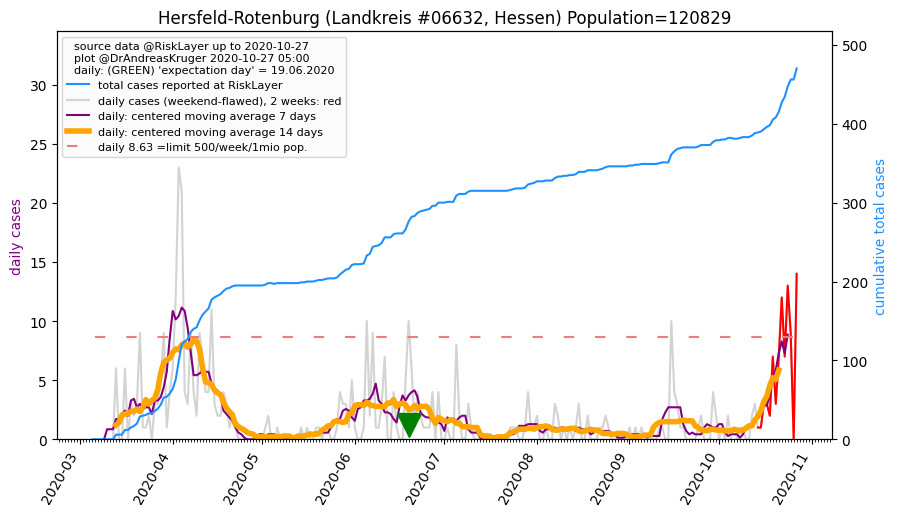 Hersfeld-Rotenburg (Landkreis #06632, Hessen) Population=120829
source data @RiskLayer up to 2020-10-27
plot @DrAndreasKruger 2020-10-27 05:00
daily: (GREEN) 'expectation day' = 19.06.2020
total cases reported at RiskLayer
daily cases (weekend-flawed), 2 weeks: red
daily: centered moving average 7 days
daily: centered moving average 14 days
daily 8.63 =limit 500/week/1mio pop.
daily cases
30
25
20
15
10
5
0
500
400
300
200
100
0
cumulative total cases
2020-03
2020-04
2020-05
2020-06
2020-07
2020-08
2020-09
2020-10
2020-11